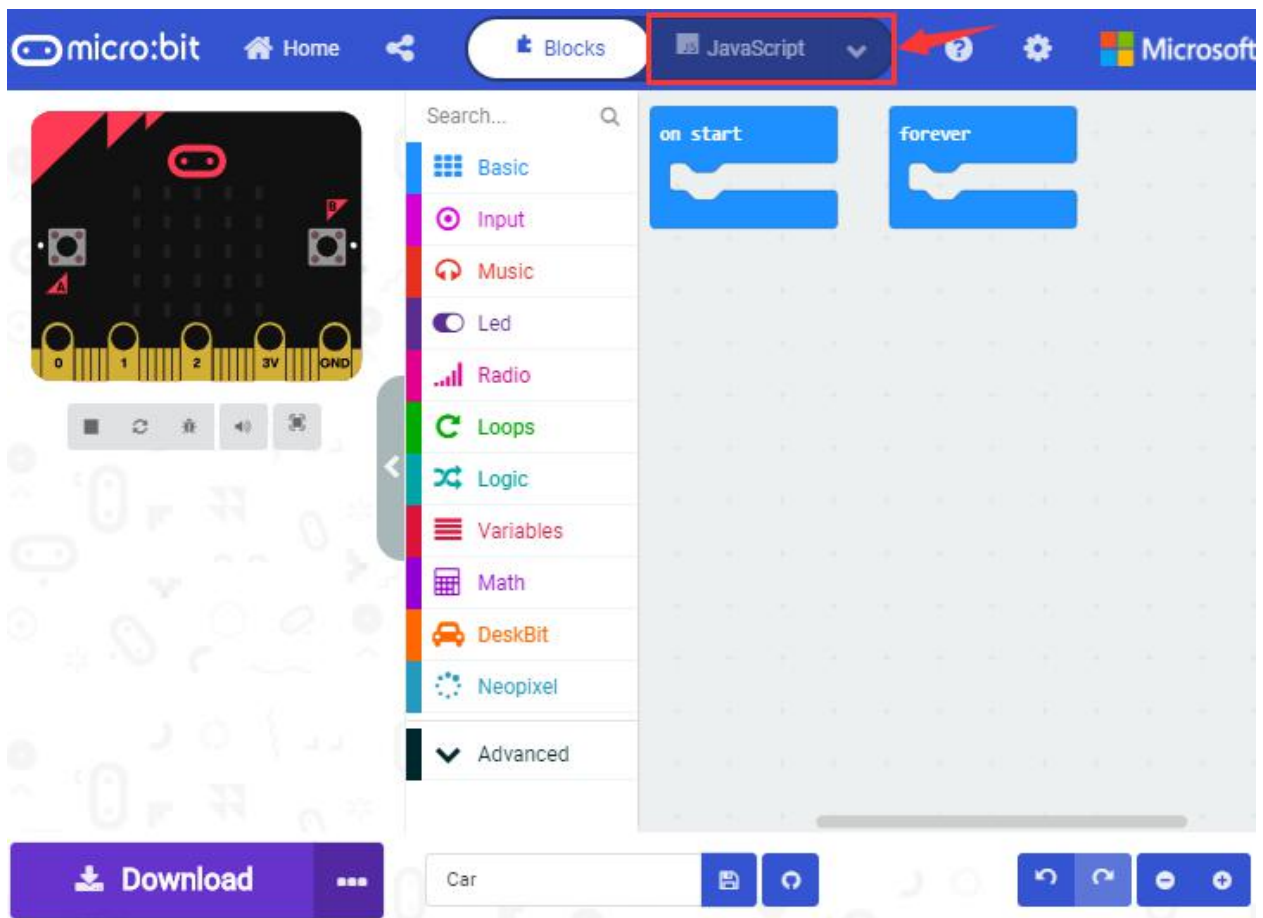 micro:bit Home Blocks JS JavaScript ? Microsoft
Search...
Basic
Input
Music
Led
Radio
Loops
Logic
Variables
Math
DeskBit
Neopixel
Advanced
on start
forever
A
B
0 1 2 3V GND
Download
Car